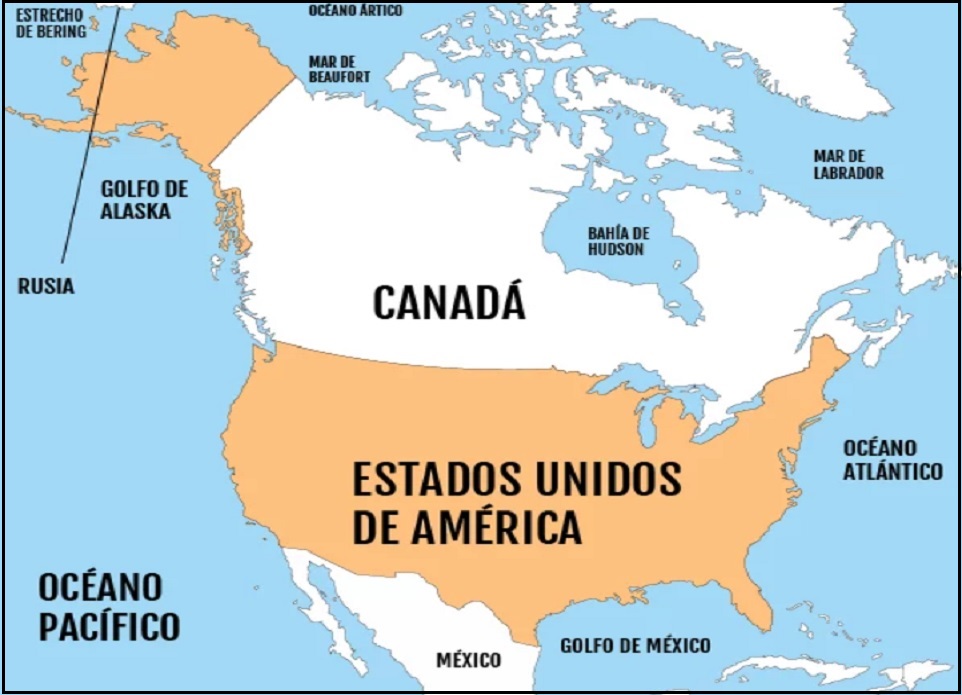 ESTRECHO
DE BERING
OCÉANO ÁRTICO
MAR DE
BEAUFORT
MAR DE
LABRADOR
GOLFO DE
ALASKA
BAHÍA DE
HUDSON
RUSIA
CANADÁ
OCÉANO
ATLÁNTICO
ESTADOS UNIDOS
DE AMÉRICA
OCÉANO
PACÍFICO
GOLFO DE MÉXICO
MÉXICO